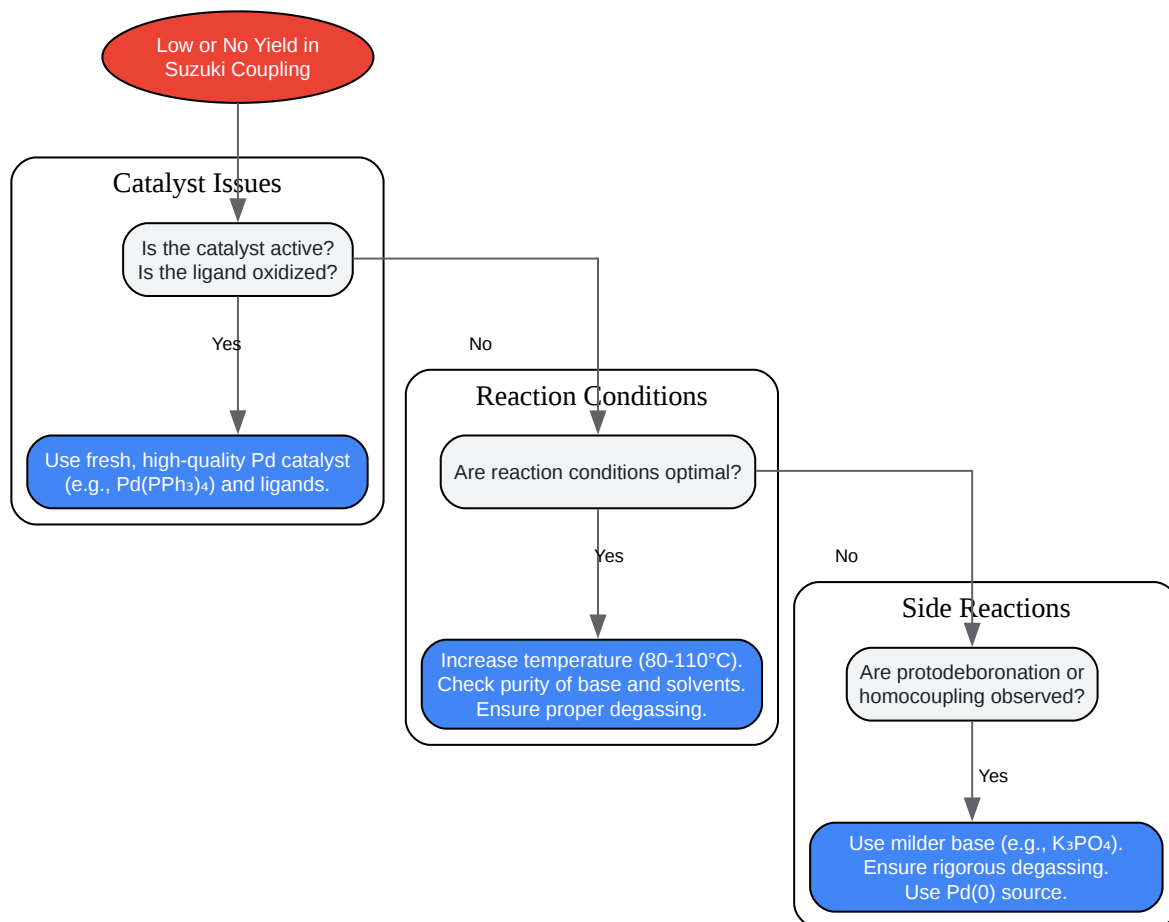 Low or No Yield in
Suzuki Coupling
Catalyst Issues
Is the catalyst active?
Is the ligand oxidized?
Yes
No
Use fresh, high-quality Pd catalyst
(e.g., Pd(PPh₃)₄) and ligands.
Reaction Conditions
Are reaction conditions optimal?
Yes
No
Increase temperature (80-110°C).
Check purity of base and solvents.
Ensure proper degassing.
Side Reactions
Are protodeboronation or
homocoupling observed?
Yes
Use milder base (e.g., K₃PO₄).
Ensure rigorous degassing.
Use Pd(0) source.